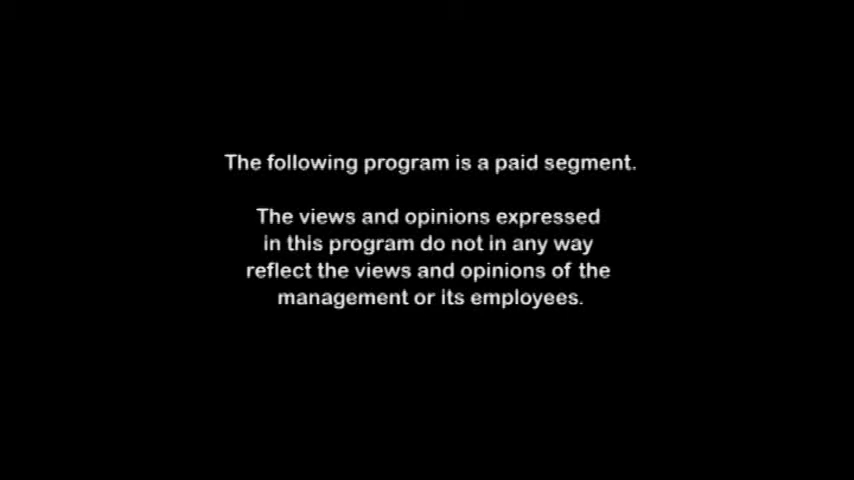 The following program is a paid segment.
The views and opinions expressed
in this program do not in any way
reflect the views and opinions of the
management or its employees.